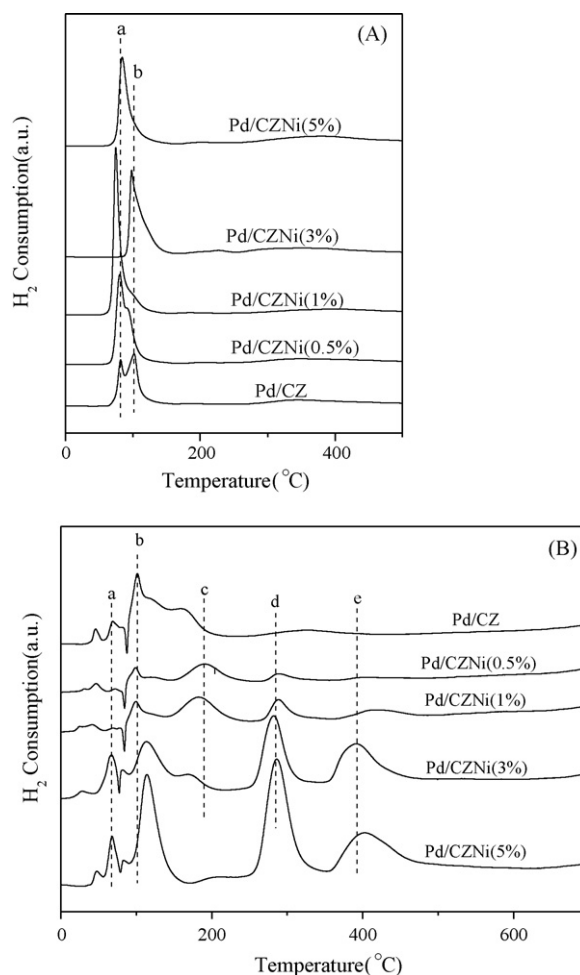 (A)
a
b
Pd/CZNi(5%)
Pd/CZNi(3%)
Pd/CZNi(1%)
Pd/CZNi(0.5%)
Pd/CZ
H₂ Consumption(a.u.)
0 200 400
Temperature(°C)
(B)
a b c d e
Pd/CZ
Pd/CZNi(0.5%)
Pd/CZNi(1%)
Pd/CZNi(3%)
Pd/CZNi(5%)
H₂ Consumption(a.u.)
0 200 400 600
Temperature(°C)